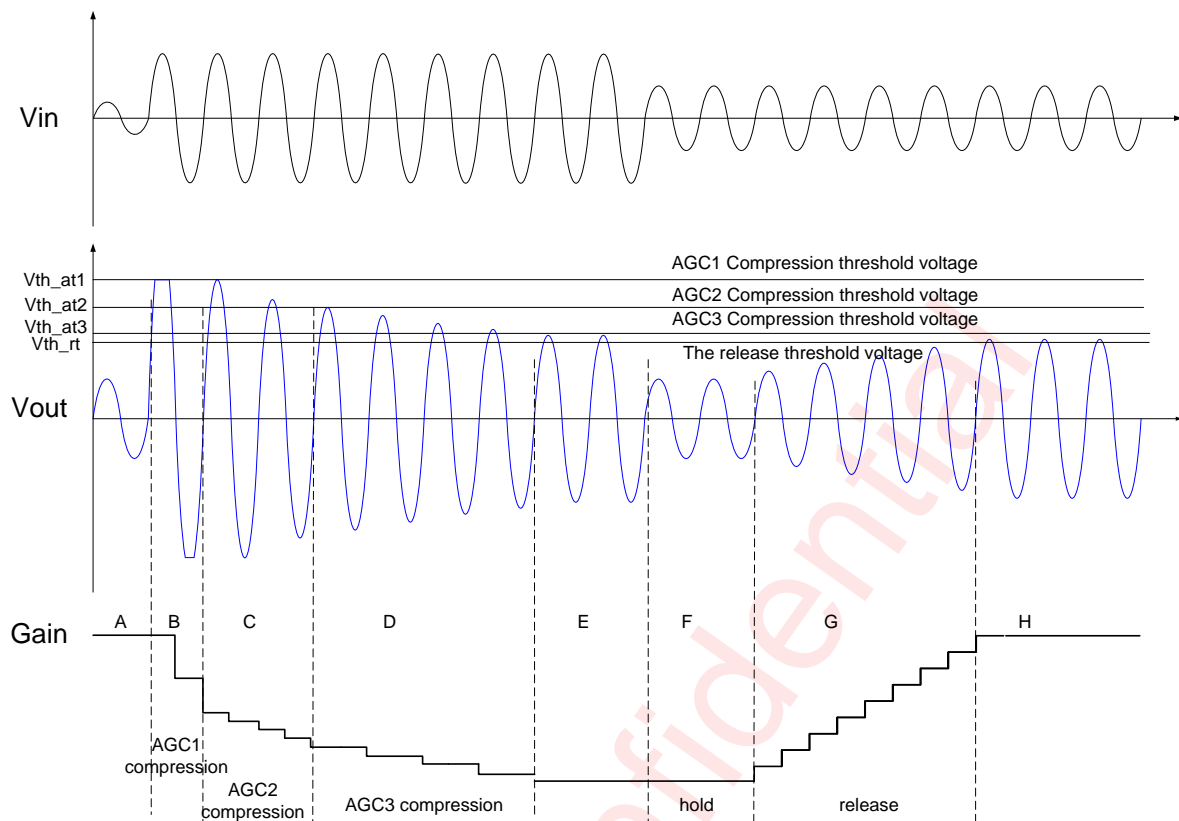 Vin
Vth_at1
AGC1 Compression threshold voltage
Vth_at2
AGC2 Compression threshold voltage
Vth_at3
AGC3 Compression threshold voltage
Vth_rt
The release threshold voltage
Vout
A B C D E F G H
Gain
AGC1
compression
AGC2
compression
AGC3 compression
hold
release
nfidential